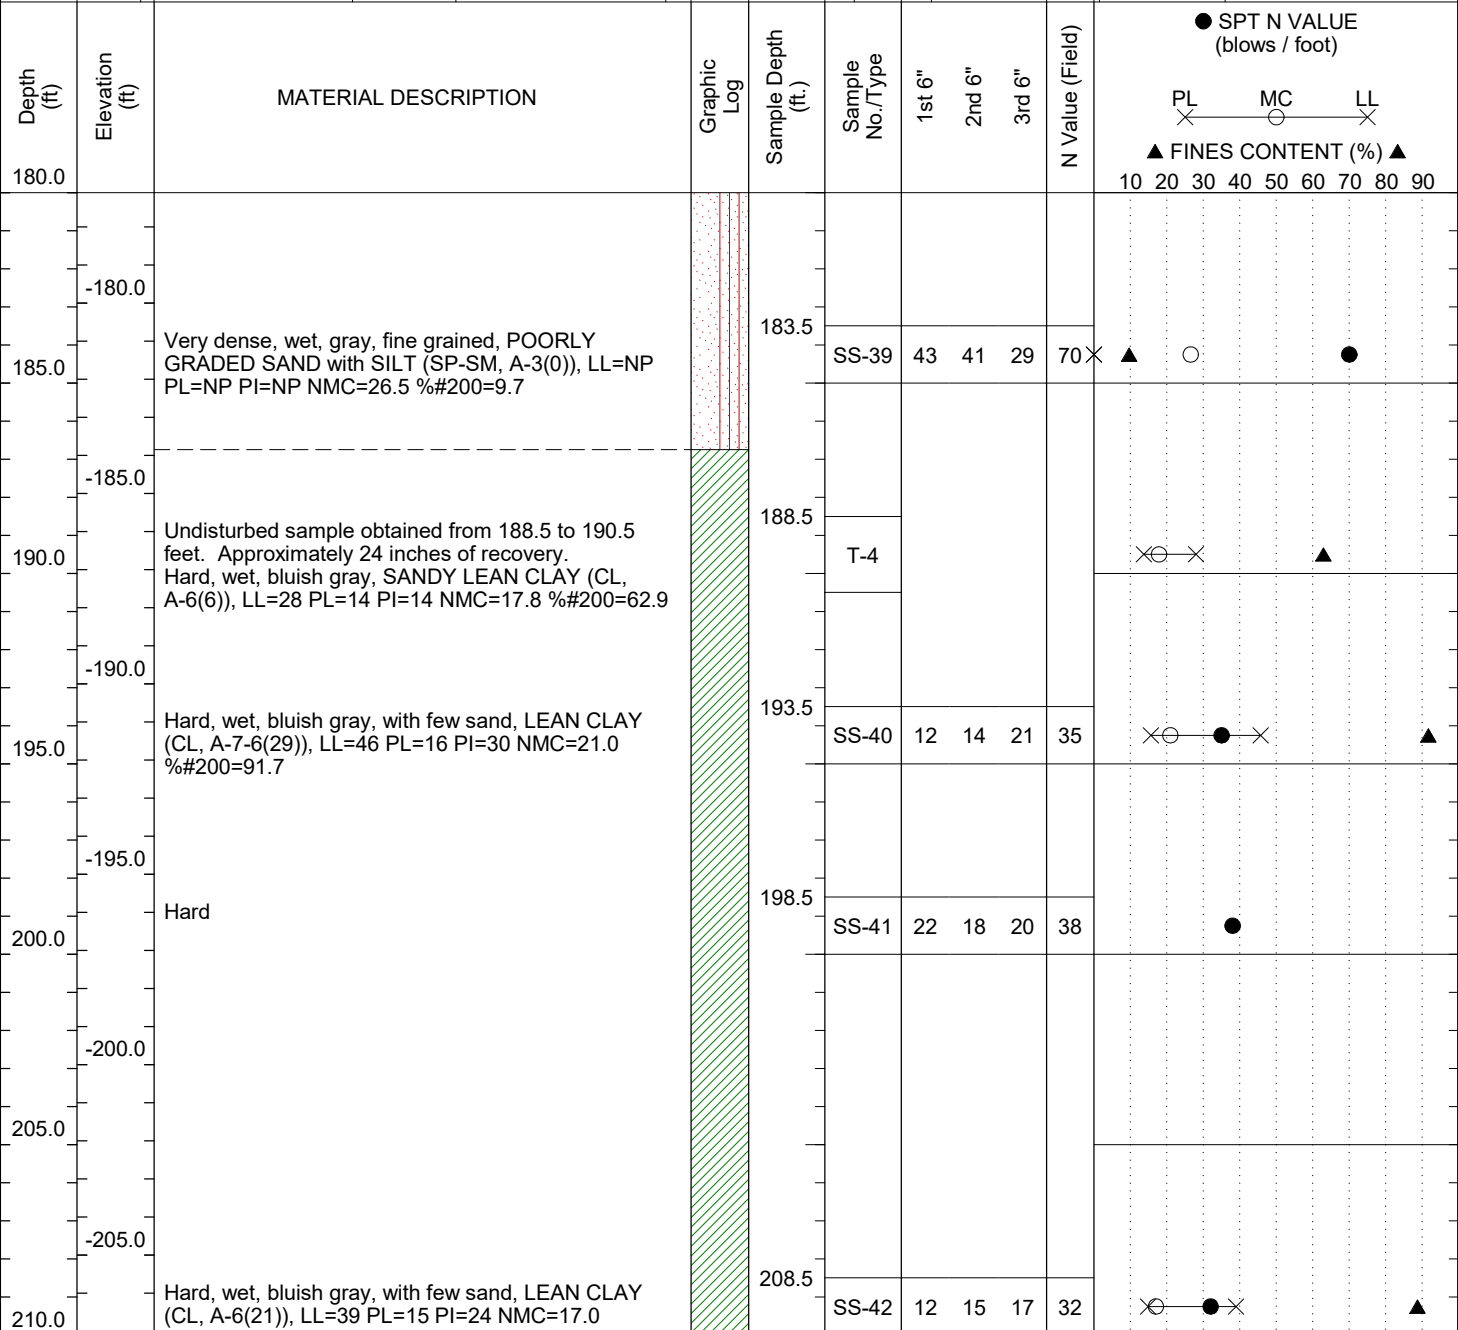 Depth
(ft)
Elevation
(ft)
MATERIAL DESCRIPTION
Graphic
Log
Sample Depth
(ft.)
Sample
No./Type
1st 6"
2nd 6"
3rd 6"
N Value (Field)
● SPT N VALUE
(blows / foot)
PL MC LL
▲ FINES CONTENT (%) ▲
180.0
10 20 30 40 50 60 70 80 90
-180.0
183.5
Very dense, wet, gray, fine grained, POORLY
GRADED SAND with SILT (SP-SM, A-3(0)), LL=NP
PL=NP PI=NP NMC=26.5 %#200=9.7
SS-39 43 41 29 70
185.0
-185.0
188.5
Undisturbed sample obtained from 188.5 to 190.5
feet. Approximately 24 inches of recovery.
Hard, wet, bluish gray, SANDY LEAN CLAY (CL,
A-6(6)), LL=28 PL=14 PI=14 NMC=17.8 %#200=62.9
T-4
190.0
-190.0
193.5
Hard, wet, bluish gray, with few sand, LEAN CLAY
(CL, A-7-6(29)), LL=46 PL=16 PI=30 NMC=21.0
%#200=91.7
SS-40 12 14 21 35
195.0
-195.0
198.5
Hard
SS-41 22 18 20 38
200.0
-200.0
205.0
-205.0
208.5
Hard, wet, bluish gray, with few sand, LEAN CLAY
(CL, A-6(21)), LL=39 PL=15 PI=24 NMC=17.0
SS-42 12 15 17 32
210.0